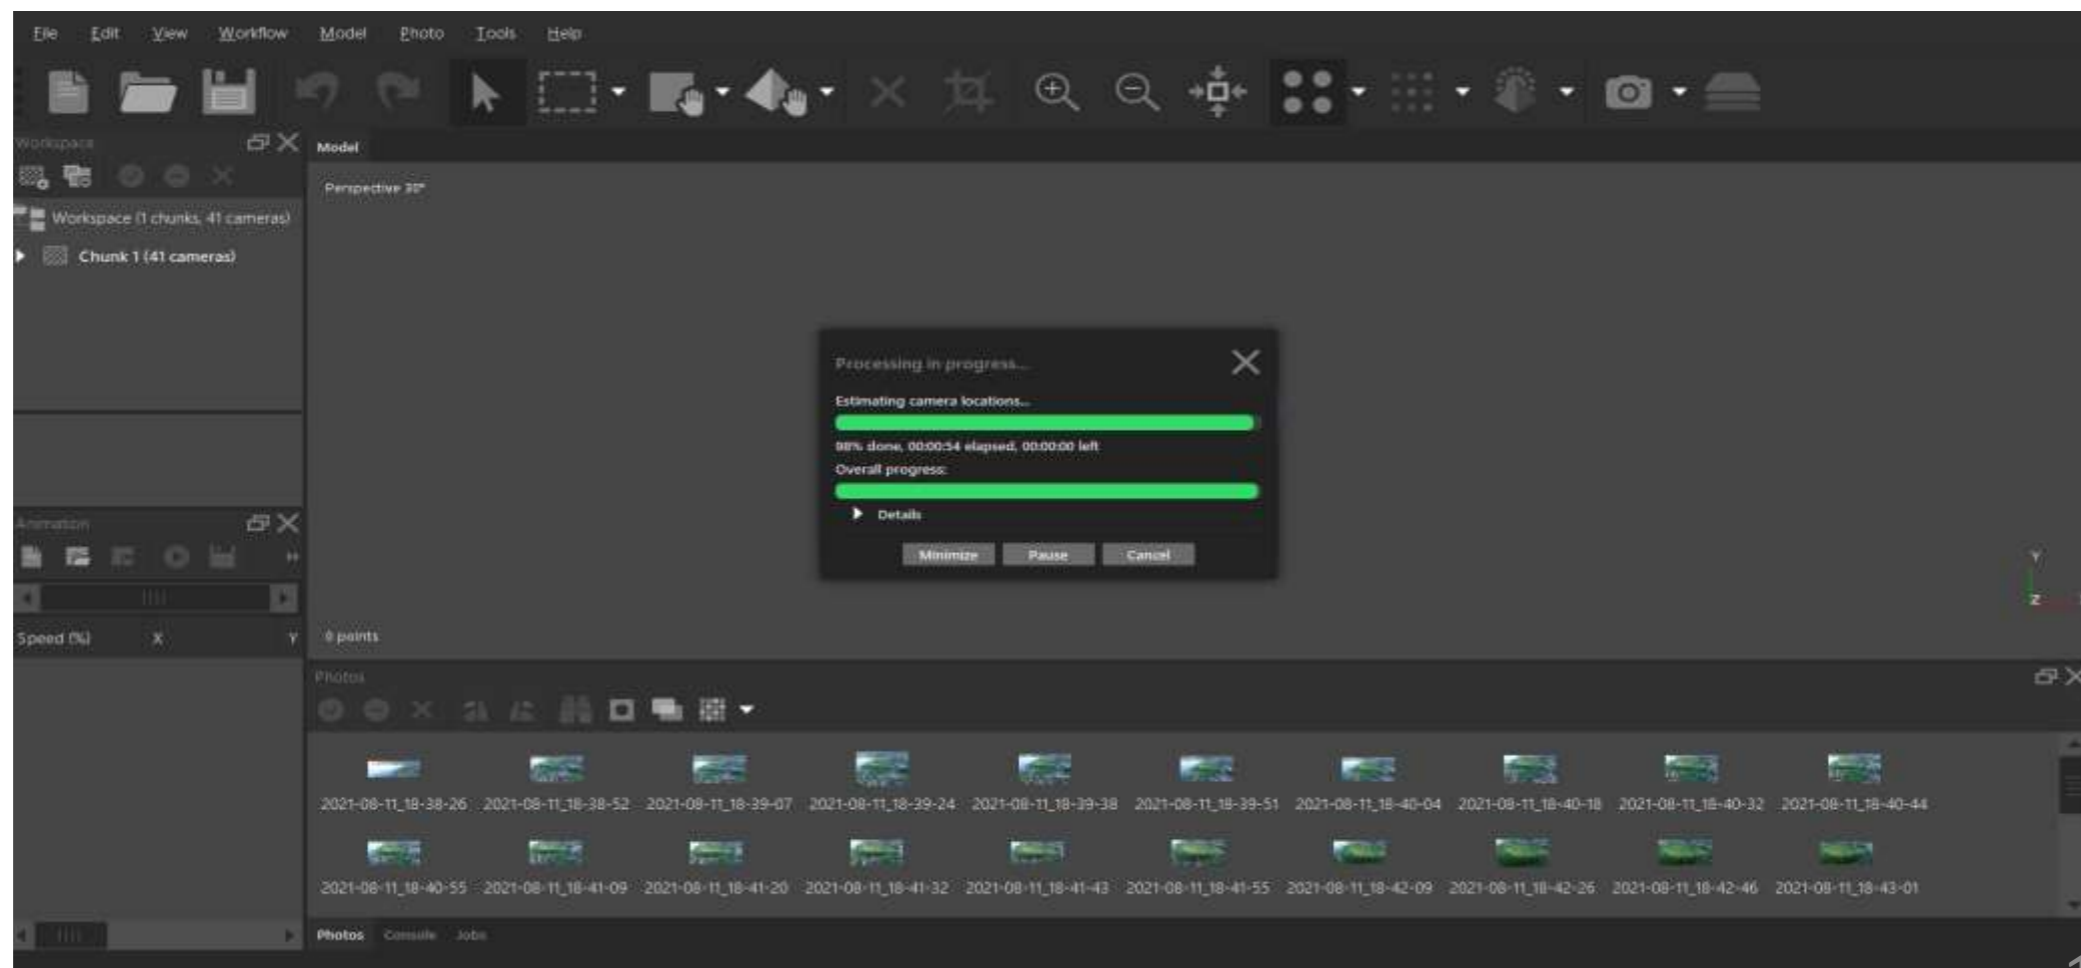 File Edit View Workflow Model Photo Tools Help
Workspace
Workspace (1 chunks, 41 cameras)
Chunk 1 (41 cameras)
Model
Perspective 30°
Processing in progress...
Estimating camera locations...
98% done, 00:00:54 elapsed, 00:00:00 left
Overall progress:
Details
Minimize Pause Cancel
Y
Z
Animation
Speed (%) X Y
0 points
Photos
2021-08-11_18-38-26 2021-08-11_18-38-52 2021-08-11_18-39-07 2021-08-11_18-39-24 2021-08-11_18-39-38 2021-08-11_18-39-51 2021-08-11_18-40-04 2021-08-11_18-40-18 2021-08-11_18-40-32 2021-08-11_18-40-44
2021-08-11_18-40-55 2021-08-11_18-41-09 2021-08-11_18-41-20 2021-08-11_18-41-32 2021-08-11_18-41-43 2021-08-11_18-41-55 2021-08-11_18-42-09 2021-08-11_18-42-26 2021-08-11_18-42-46 2021-08-11_18-43-01
Photos Console Jobs